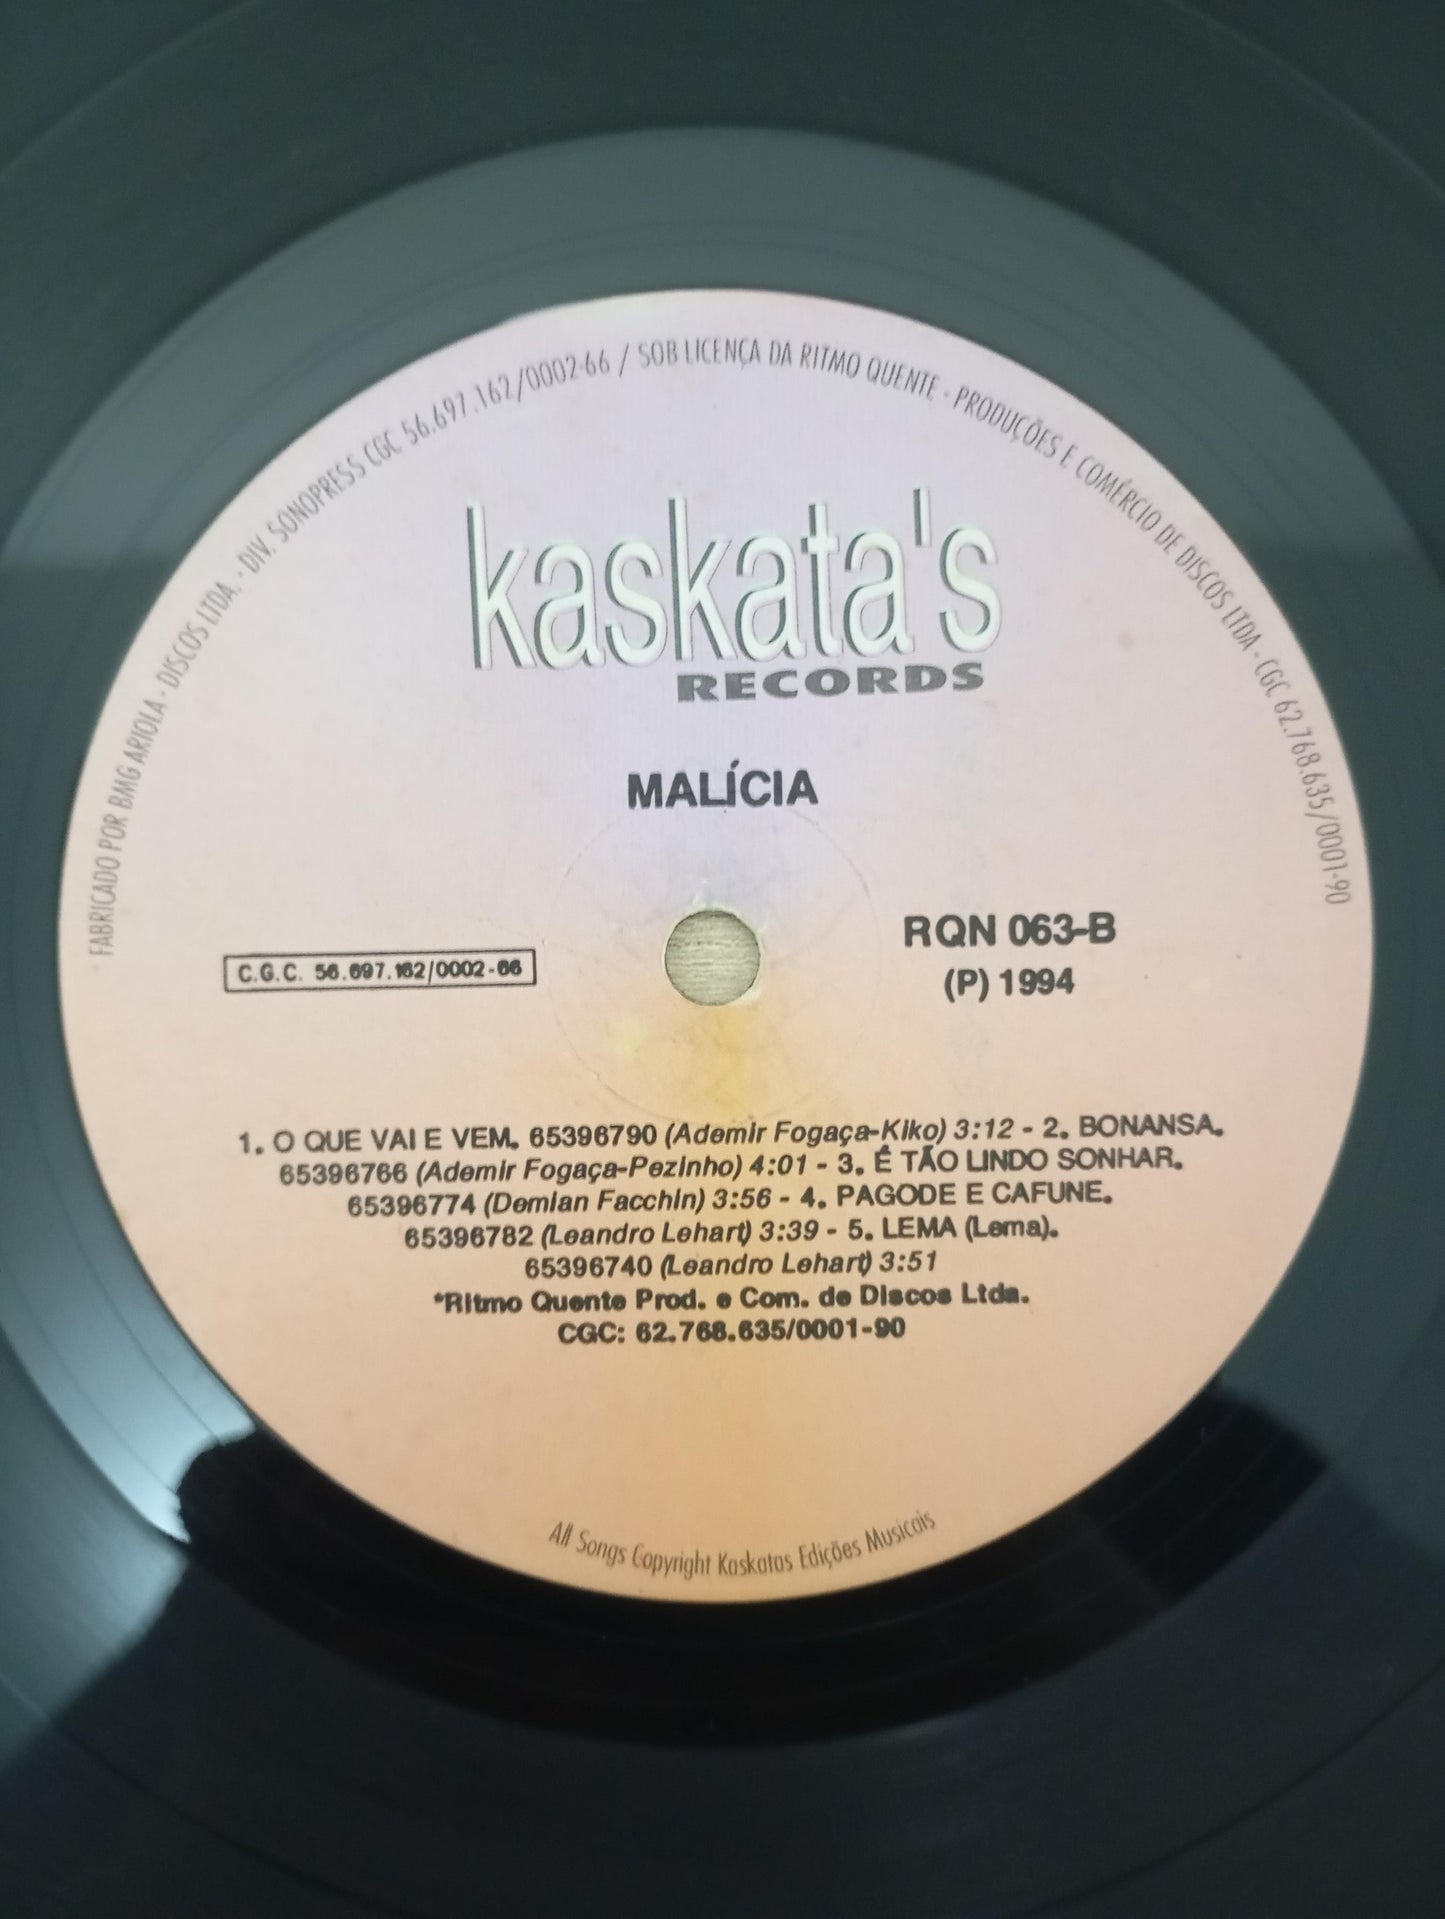 FABRICADO POR BMG ARIOLA - DISCOS LTDA. - DIV. SONOPRESS CGC 56.697.162/0002-66 / SOB LICENÇA DA RITMO QUENTE - PRODUÇÕES E COMÉRCIO DE DISCOS LTDA - CGC 62.768.635/0001-90
kaskata's
RECORDS
MALÍCIA
RQN 063-B
C.G.C. 56.697.162/0002-66
(P) 1994
1. O QUE VAI E VEM. 65396790 (Ademir Fogaça-Kiko) 3:12 - 2. BONANSA.
65396766 (Ademir Fogaça-Pezinho) 4:01 - 3. É TÃO LINDO SONHAR.
65396774 (Demian Facchin) 3:56 - 4. PAGODE E CAFUNE.
65396782 (Leandro Lehart) 3:39 - 5. LEMA (Lema).
65396740 (Leandro Lehart) 3:51
*Ritmo Quente Prod. e Com. de Discos Ltda.
CGC: 62.768.635/0001-90
All Songs Copyright Kaskatas Edições Musicais